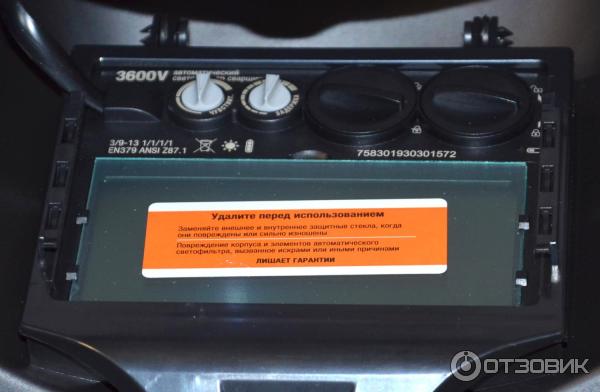 3600V автоматический
ЧУВСТВИТ.
ЗАДЕРЖКА
3/9-13 1/1/1/1
EN379 ANSI Z87.1
758301930301572
Удалите перед использованием
Заменяйте внешнее и внутреннее защитные стекла, когда
они повреждены или сильно изношены
Повреждение корпуса и элементов автоматического
светофильтра, вызванное искрами или иными причинами
ЛИШАЕТ ГАРАНТИИ
ОТЗОВИК